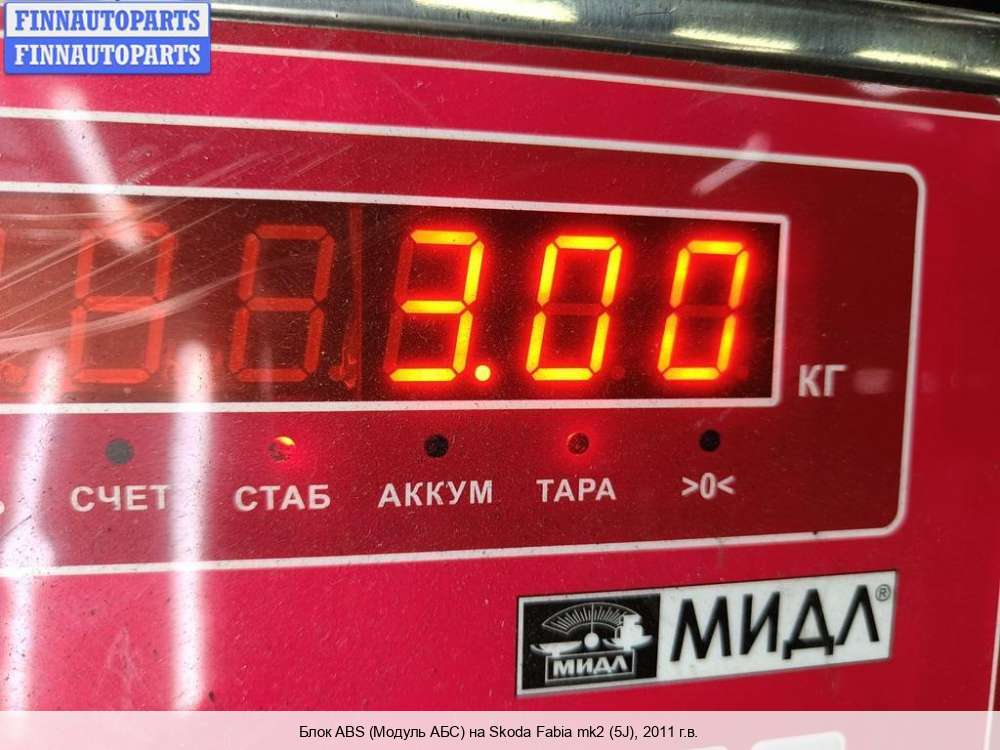 FINNAUTOPARTS
FINNAUTOPARTS
3.00
КГ
СЧЕТ СТАБ АККУМ ТАРА >0<
МИДЛ МИДЛ®
Блок ABS (Модуль АБС) на Skoda Fabia mk2 (5J), 2011 г.в.